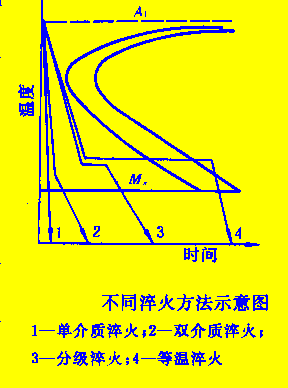 A₁
温度
Mₛ
1 2 3 4
时间
不同淬火方法示意图
1—单介质淬火;2—双介质淬火;
3—分级淬火;4—等温淬火